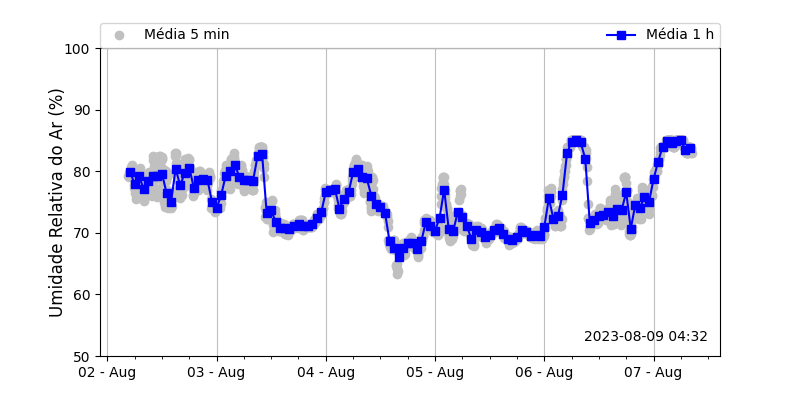 Média 5 min
Média 1 h
Umidade Relativa do Ar (%)
100
90
80
70
60
50
2023-08-09 04:32
02 - Aug
03 - Aug
04 - Aug
05 - Aug
06 - Aug
07 - Aug